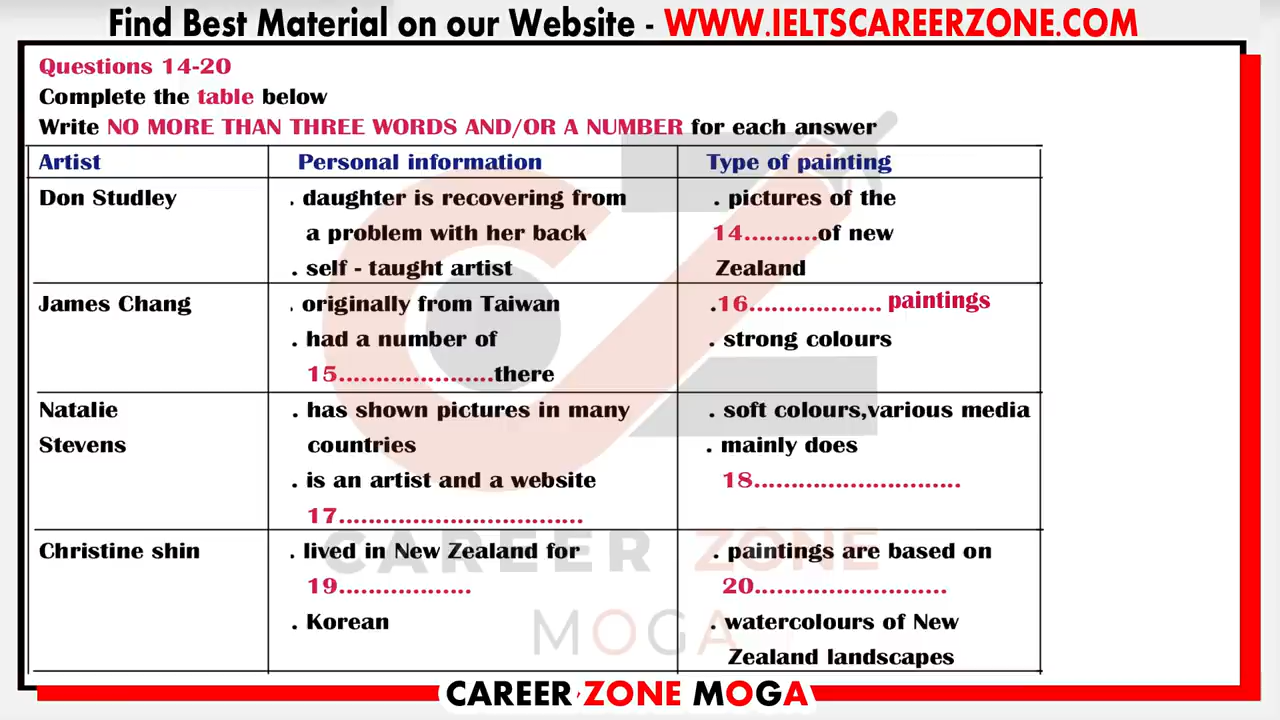 Find Best Material on our Website - WWW.IELTSCAREERZONE.COM
Questions 14-20
Complete the table below
Write NO MORE THAN THREE WORDS AND/OR A NUMBER for each answer
Artist Personal information Type of painting
Don Studley . daughter is recovering from . pictures of the
a problem with her back 14..........of new
. self - taught artist Zealand
James Chang . originally from Taiwan .16.................. paintings
. had a number of . strong colours
15.....................there
Natalie . has shown pictures in many . soft colours,various media
Stevens countries . mainly does
. is an artist and a website 18............................
17.................................
Christine shin . lived in New Zealand for . paintings are based on
19.................. 20..........................
. Korean . watercolours of New
Zealand landscapes
CAREER ZONE
MOGA
CAREER ZONE MOGA